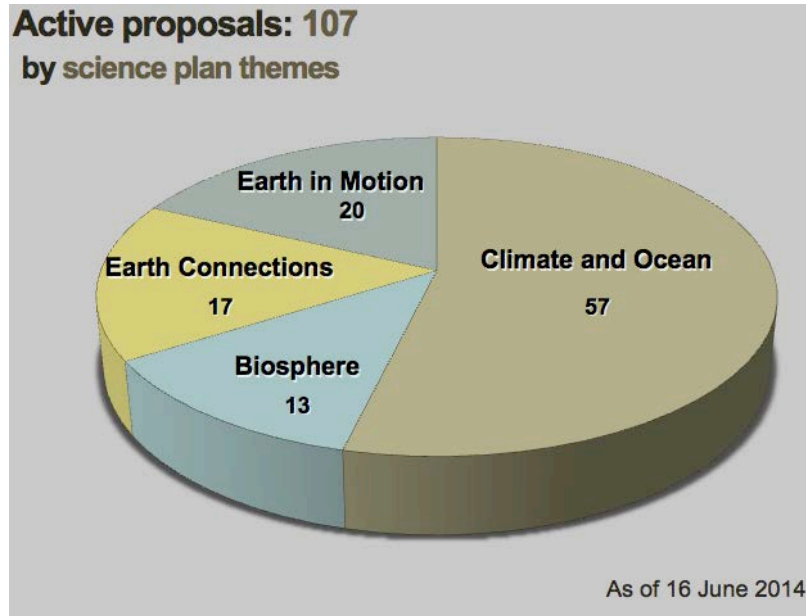 Active proposals: 107
by science plan themes
Earth in Motion
20
Climate and Ocean
57
Earth Connections
17
Biosphere
13
As of 16 June 2014